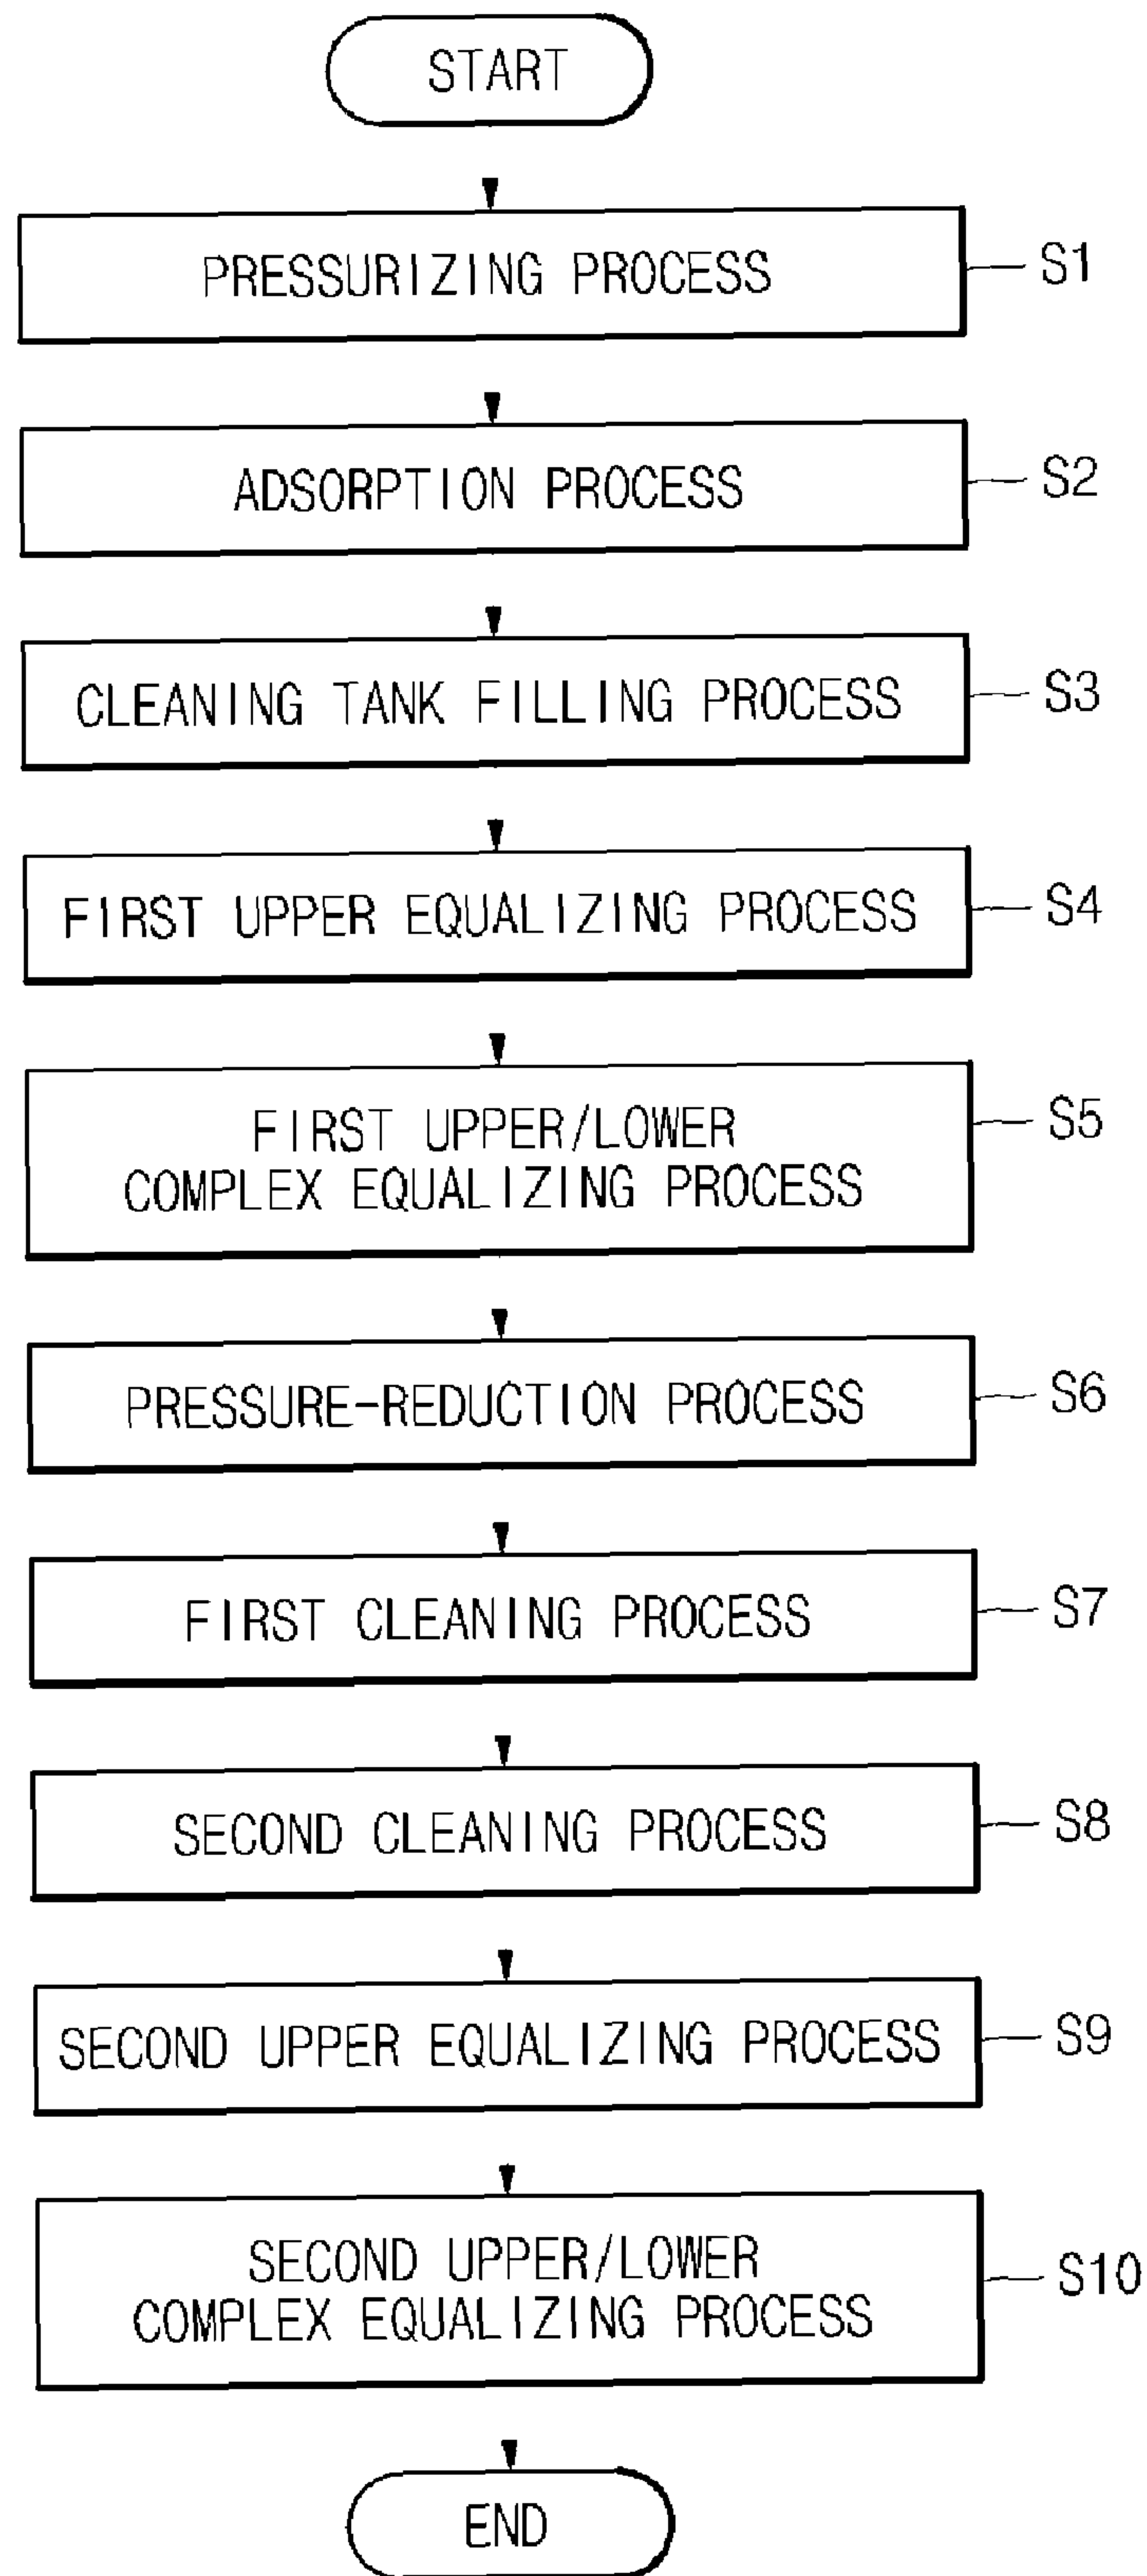 START
PRESSURIZING PROCESS
S1
ADSORPTION PROCESS
S2
CLEANING TANK FILLING PROCESS
S3
FIRST UPPER EQUALIZING PROCESS
S4
FIRST UPPER/LOWER
COMPLEX EQUALIZING PROCESS
S5
PRESSURE-REDUCTION PROCESS
S6
FIRST CLEANING PROCESS
S7
SECOND CLEANING PROCESS
S8
SECOND UPPER EQUALIZING PROCESS
S9
SECOND UPPER/LOWER
COMPLEX EQUALIZING PROCESS
S10
END